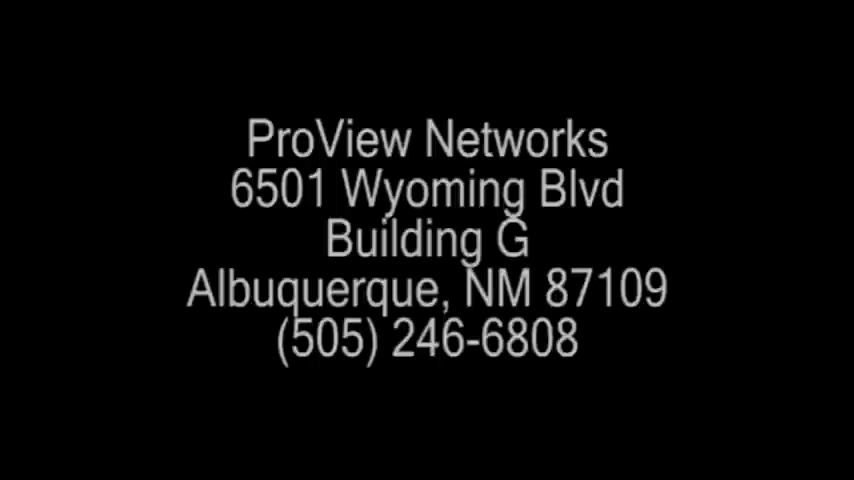 ProView Networks
6501 Wyoming Blvd
Building G
Albuquerque, NM 87109
(505) 246-6808